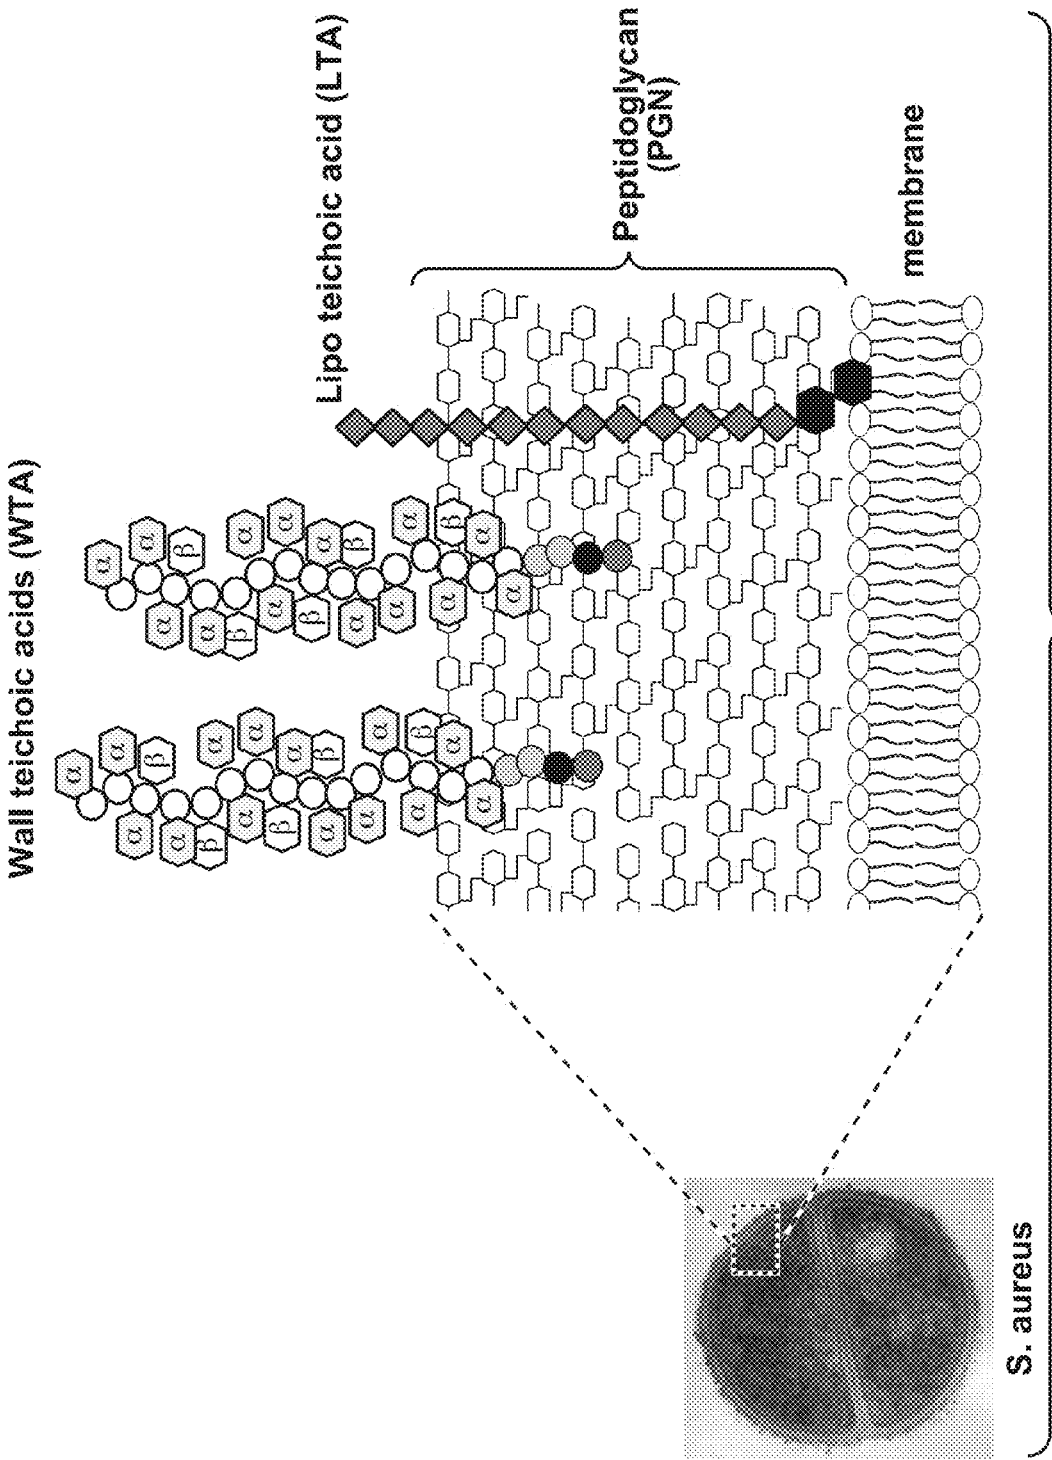 Wall teichoic acids (WTA)
α
α
β
α
α
β
α
α
β
α
α
α
β
α
α
α
β
α
α
α
α
β
α
α
β
α
α
β
α
α
α
β
α
α
α
β
α
α
Lipo teichoic acid (LTA)
Peptidoglycan
(PGN)
membrane
S. aureus